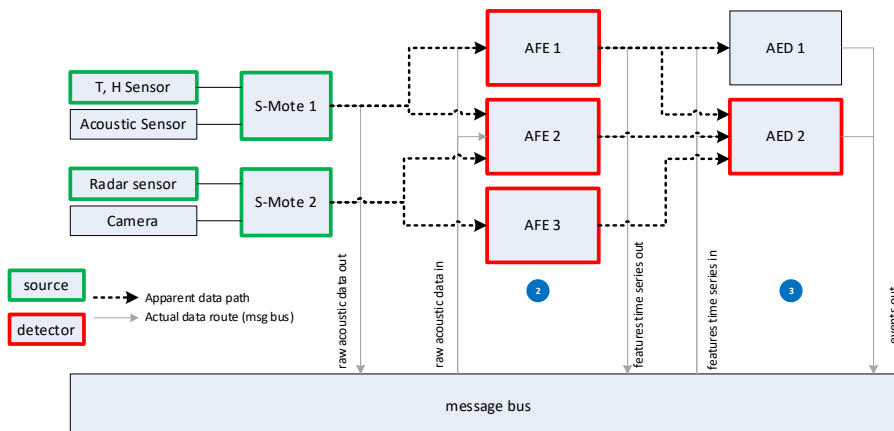 AFE 1
AED 1
T, H Sensor
S-Mote 1
Acoustic Sensor
AFE 2
AED 2
Radar sensor
S-Mote 2
Camera
AFE 3
source
Apparent data path
detector
Actual data route (msg bus)
raw acoustic data out
raw acoustic data in
2
features time series out
features time series in
3
events out
message bus